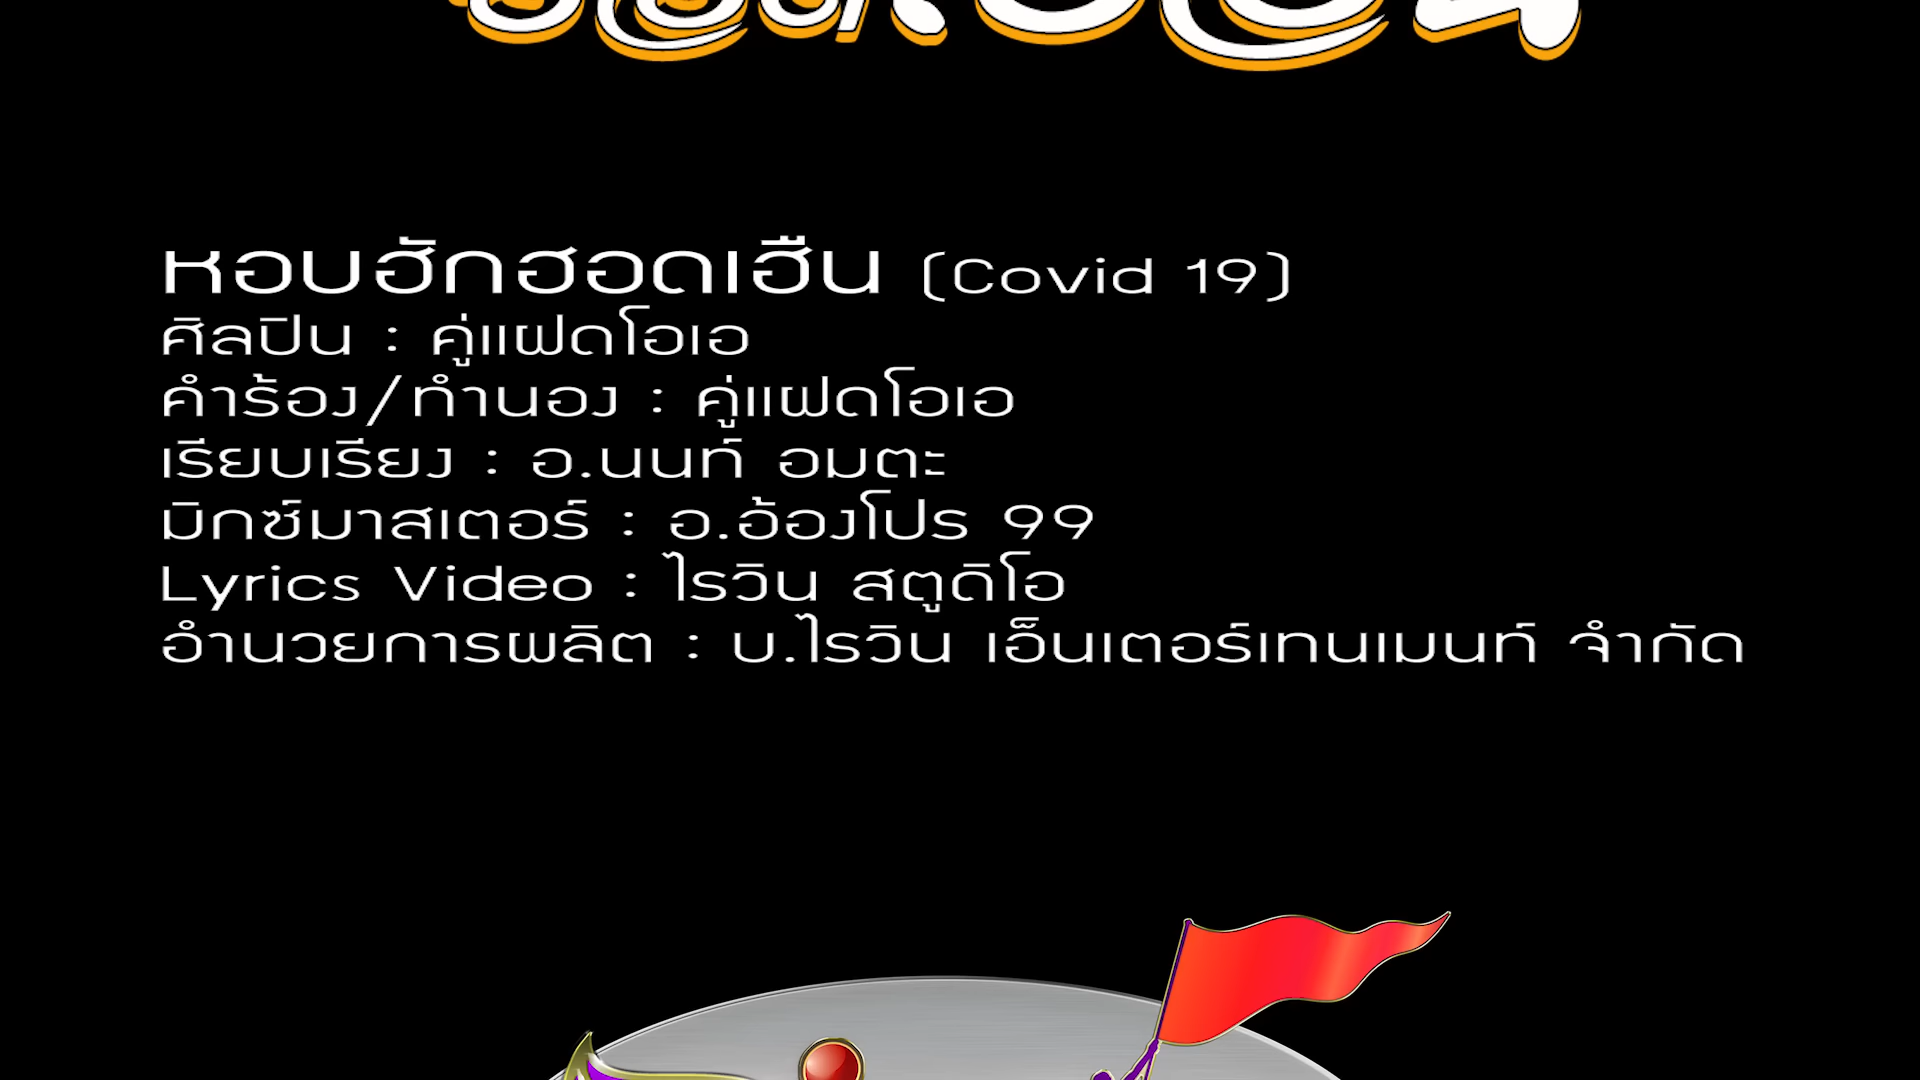 หอบฮักฮอดเฮือน (Covid 19)
ศิลปิน : คู่แฝดโอเอ
คำร้อง/ทำนอง : คู่แฝดโอเอ
เรียบเรียง : อ.นนท์ อมตะ
มิกซ์มาสเตอร์ : อ.อ้องโปร 99
Lyrics Video : ไรวิน สตูดิโอ
อำนวยการผลิต : บ.ไรวิน เอ็นเตอร์เทนเมนท์ จำกัด